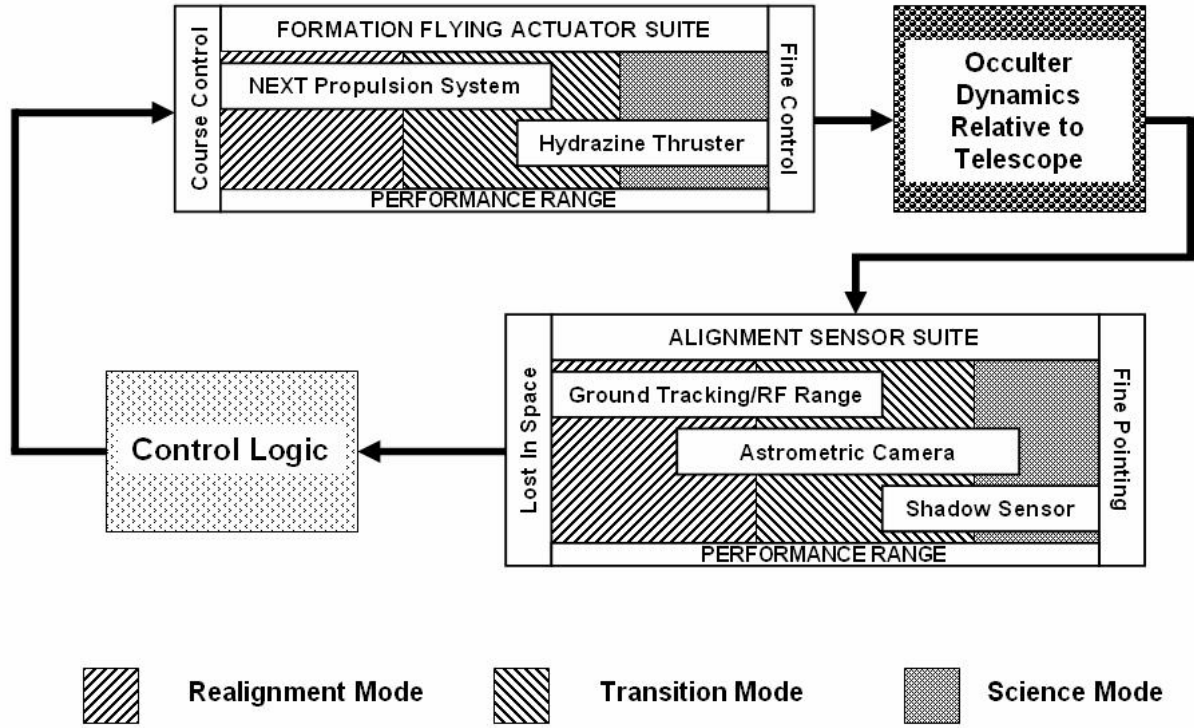 FORMATION FLYING ACTUATOR SUITE
Course Control
NEXT Propulsion System
Hydrazine Thruster
Fine Control
PERFORMANCE RANGE
Occulter
Dynamics
Relative to
Telescope
ALIGNMENT SENSOR SUITE
Lost In Space
Ground Tracking/RF Range
Astrometric Camera
Shadow Sensor
Fine Pointing
PERFORMANCE RANGE
Control Logic
Realignment Mode
Transition Mode
Science Mode